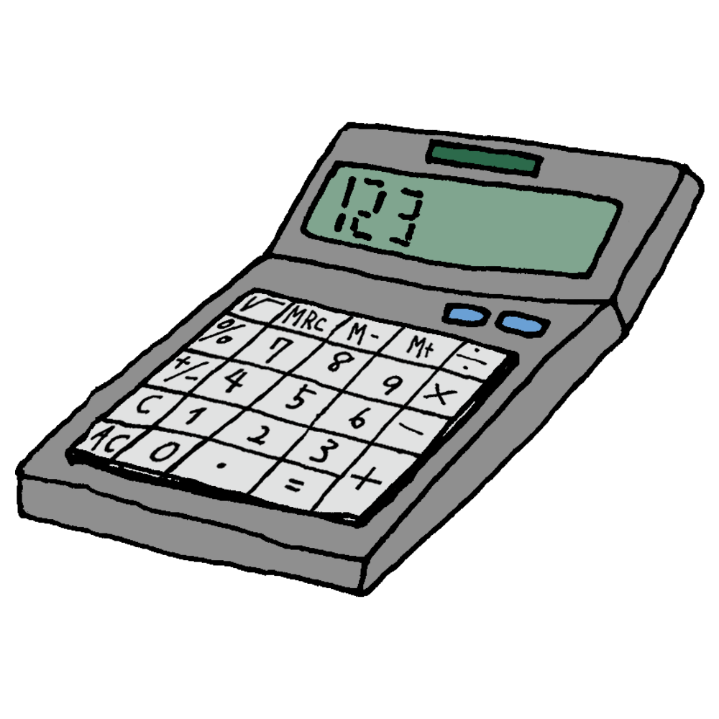 123
√ MRC M- M+ ÷
% 7 8 9 ×
+/- 4 5 6 -
C 1 2 3 +
AC 0 . =